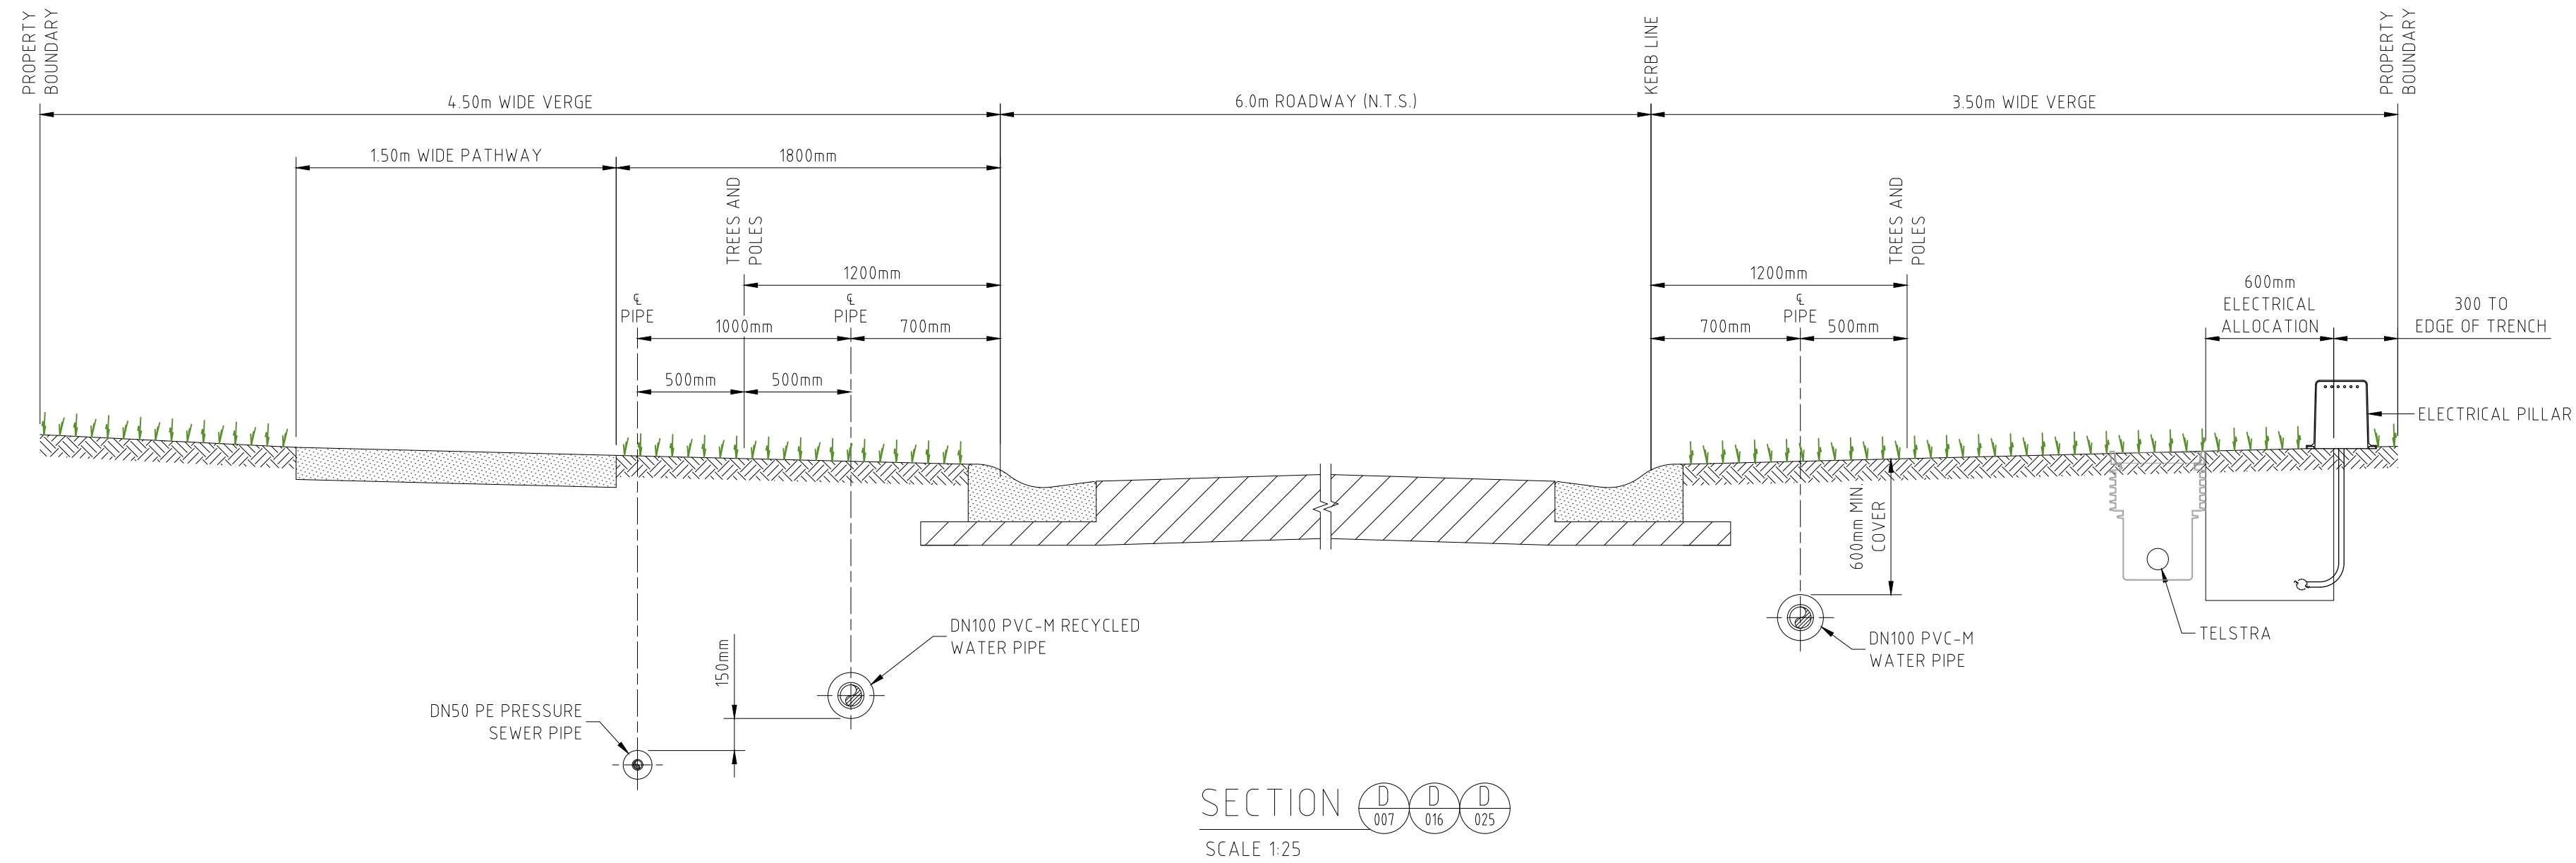 PROPERTY
BOUNDARY
KERB LINE
PROPERTY
BOUNDARY
4.50m WIDE VERGE
6.0m ROADWAY (N.T.S.)
3.50m WIDE VERGE
1.50m WIDE PATHWAY
1800mm
TREES AND
POLES
TREES AND
POLES
1200mm
1200mm
600mm
ELECTRICAL
ALLOCATION
300 TO
EDGE OF TRENCH
℄
PIPE
℄
PIPE
℄
PIPE
1000mm
700mm
700mm
500mm
500mm
500mm
ELECTRICAL PILLAR
600mm MIN.
COVER
DN100 PVC-M RECYCLED
WATER PIPE
DN100 PVC-M
WATER PIPE
TELSTRA
150mm
DN50 PE PRESSURE
SEWER PIPE
SECTION
D
007
D
016
D
025
SCALE 1:25